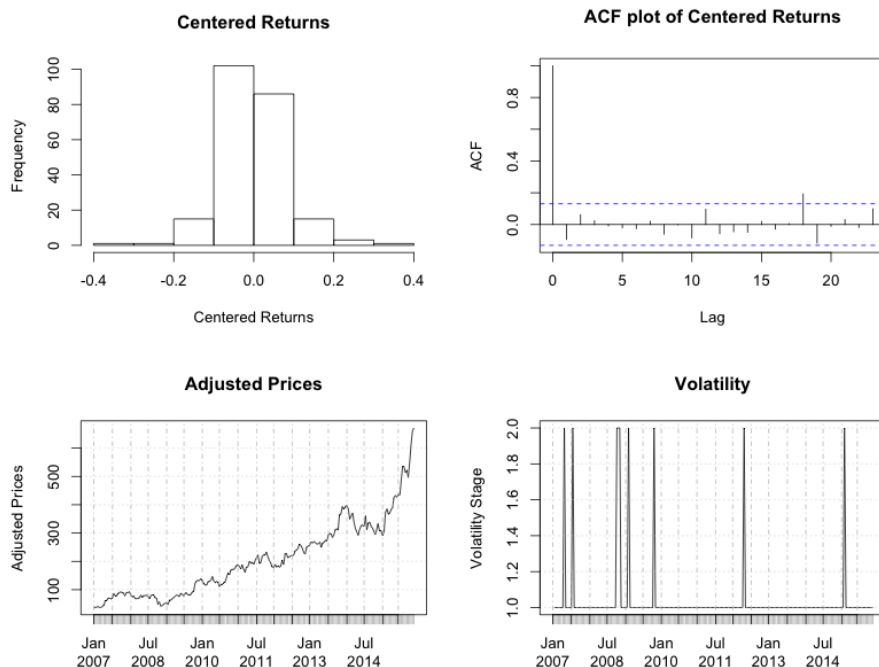 Centered Returns
Frequency
0 20 40 60 80 100
-0.4 -0.2 0.0 0.2 0.4
Centered Returns
ACF plot of Centered Returns
ACF
0.0 0.4 0.8
0 5 10 15 20
Lag
Adjusted Prices
Adjusted Prices
100 300 500
Jan Jul Jan Jul Jan Jul
2007 2008 2010 2011 2013 2014
Volatility
Volatility Stage
1.0 1.2 1.4 1.6 1.8 2.0
Jan Jul Jan Jul Jan Jul
2007 2008 2010 2011 2013 2014